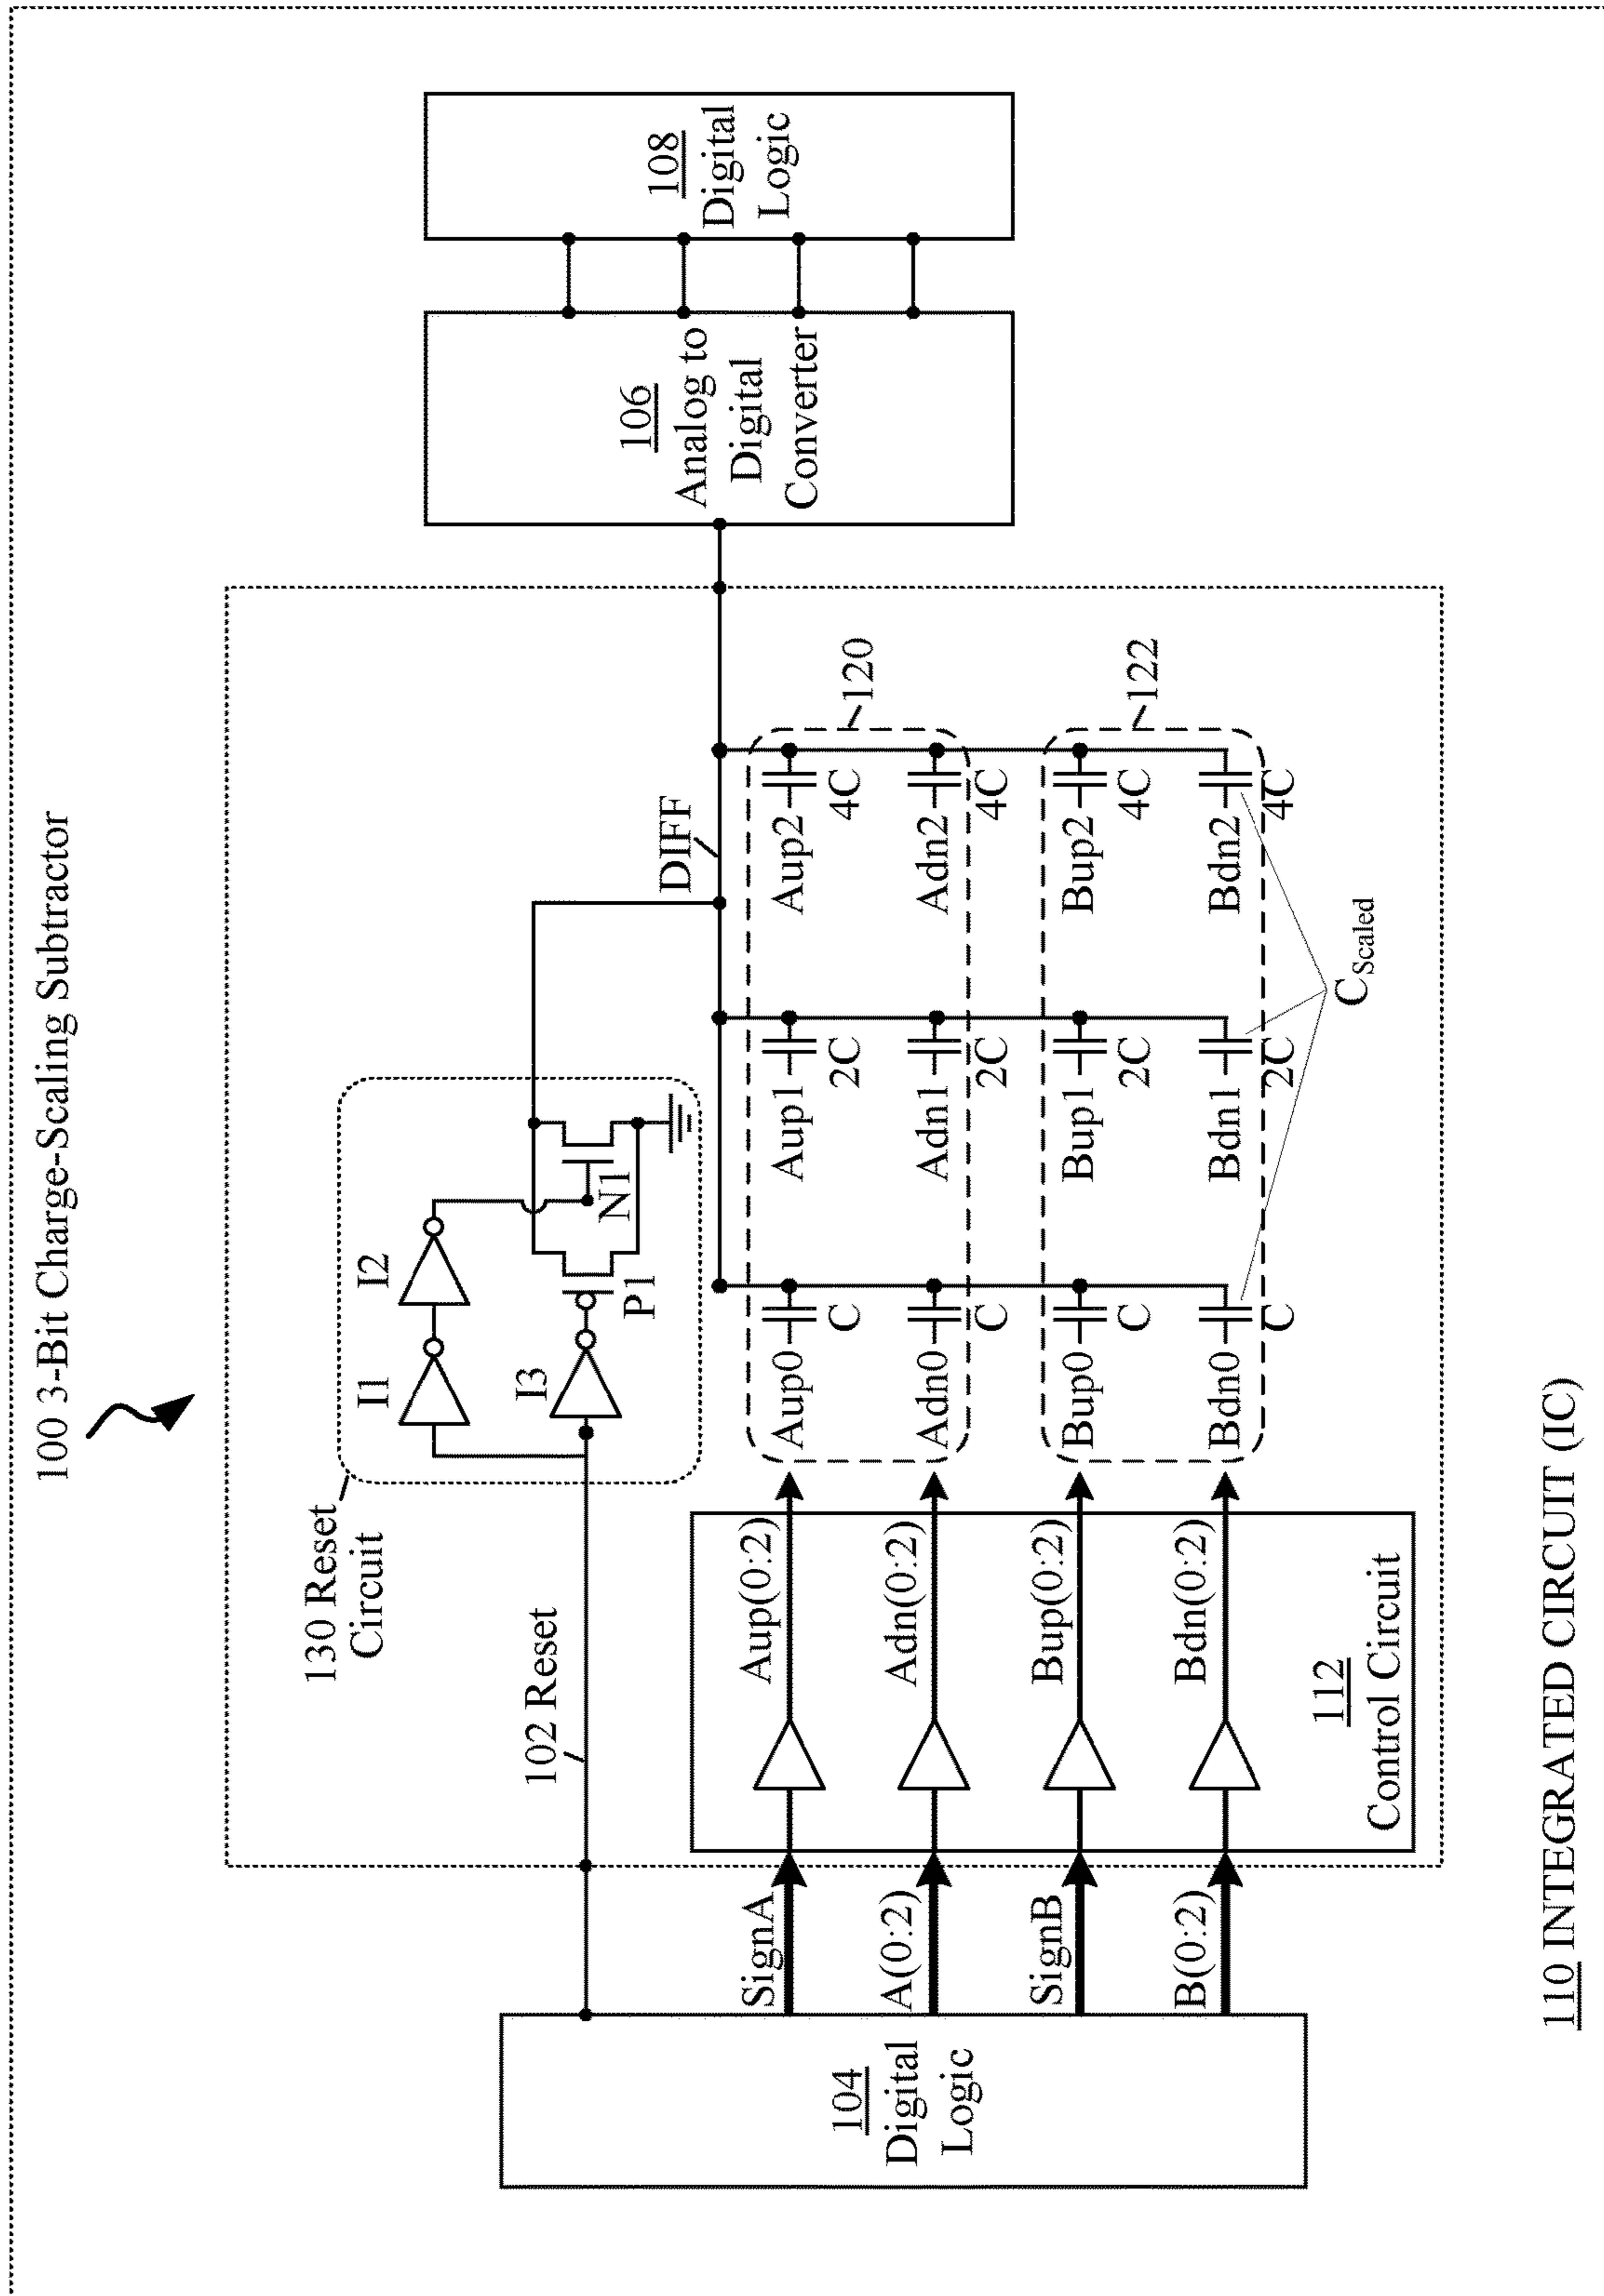 100 3-Bit Charge-Scaling Subtractor
130 Reset
Circuit
I1
I2
I3
P1
N1
102 Reset
DIFF
104
Digital
Logic
SignA
A(0:2)
SignB
B(0:2)
Aup(0:2)
Adn(0:2)
Bup(0:2)
Bdn(0:2)
112
Control Circuit
Aup0
C
Aup1
2C
Aup2
4C
120
Adn0
C
Adn1
2C
Adn2
4C
Bup0
C
Bup1
2C
Bup2
4C
122
Bdn0
C
Bdn1
2C
Bdn2
4C
CScaled
106
Analog to
Digital
Converter
108
Digital
Logic
110 INTEGRATED CIRCUIT (IC)